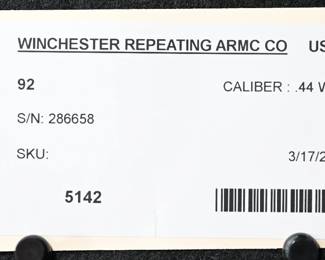 WINCHESTER REPEATING ARMC CO US
92 CALIBER : .44 W
S/N: 286658
SKU: 3/17/2
5142